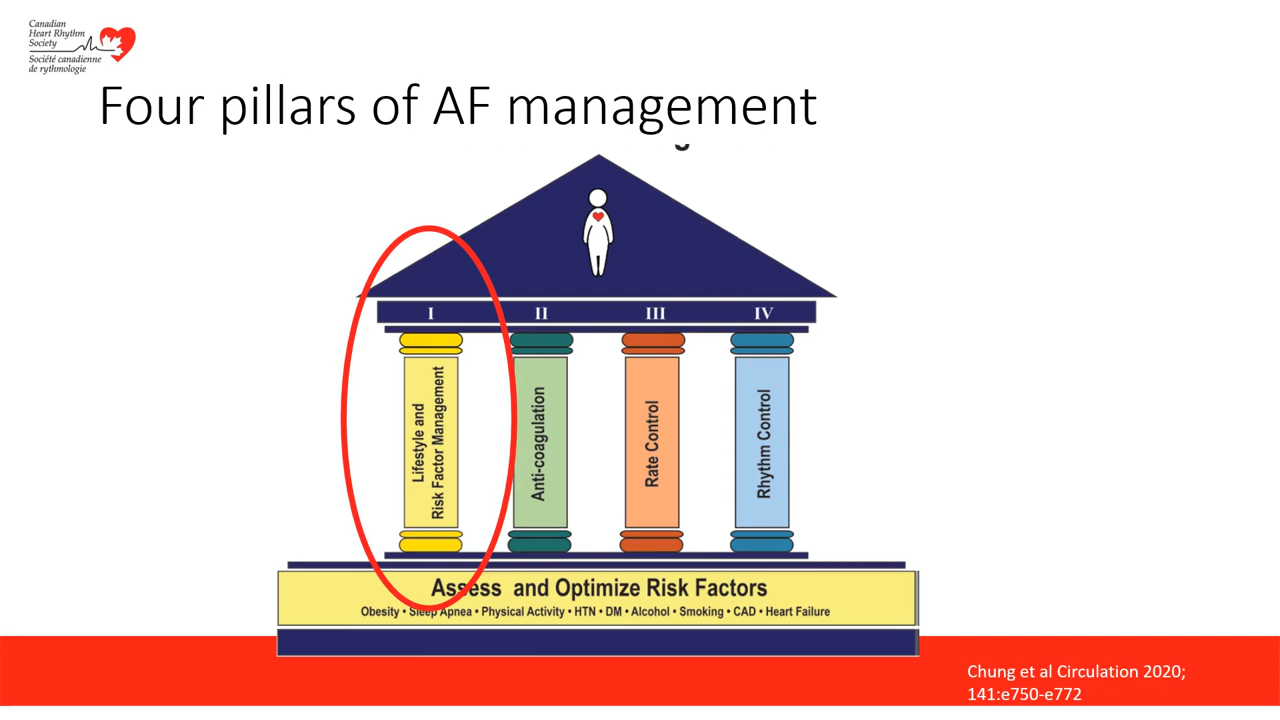 Canadian
Heart Rhythm
Society
Société canadienne
de rythmologie
Four pillars of AF management
I
II
III
IV
Lifestyle and
Risk Factor Management
Anti-coagulation
Rate Control
Rhythm Control
Assess and Optimize Risk Factors
Obesity • Sleep Apnea • Physical Activity • HTN • DM • Alcohol • Smoking • CAD • Heart Failure
Chung et al Circulation 2020;
141:e750-e772